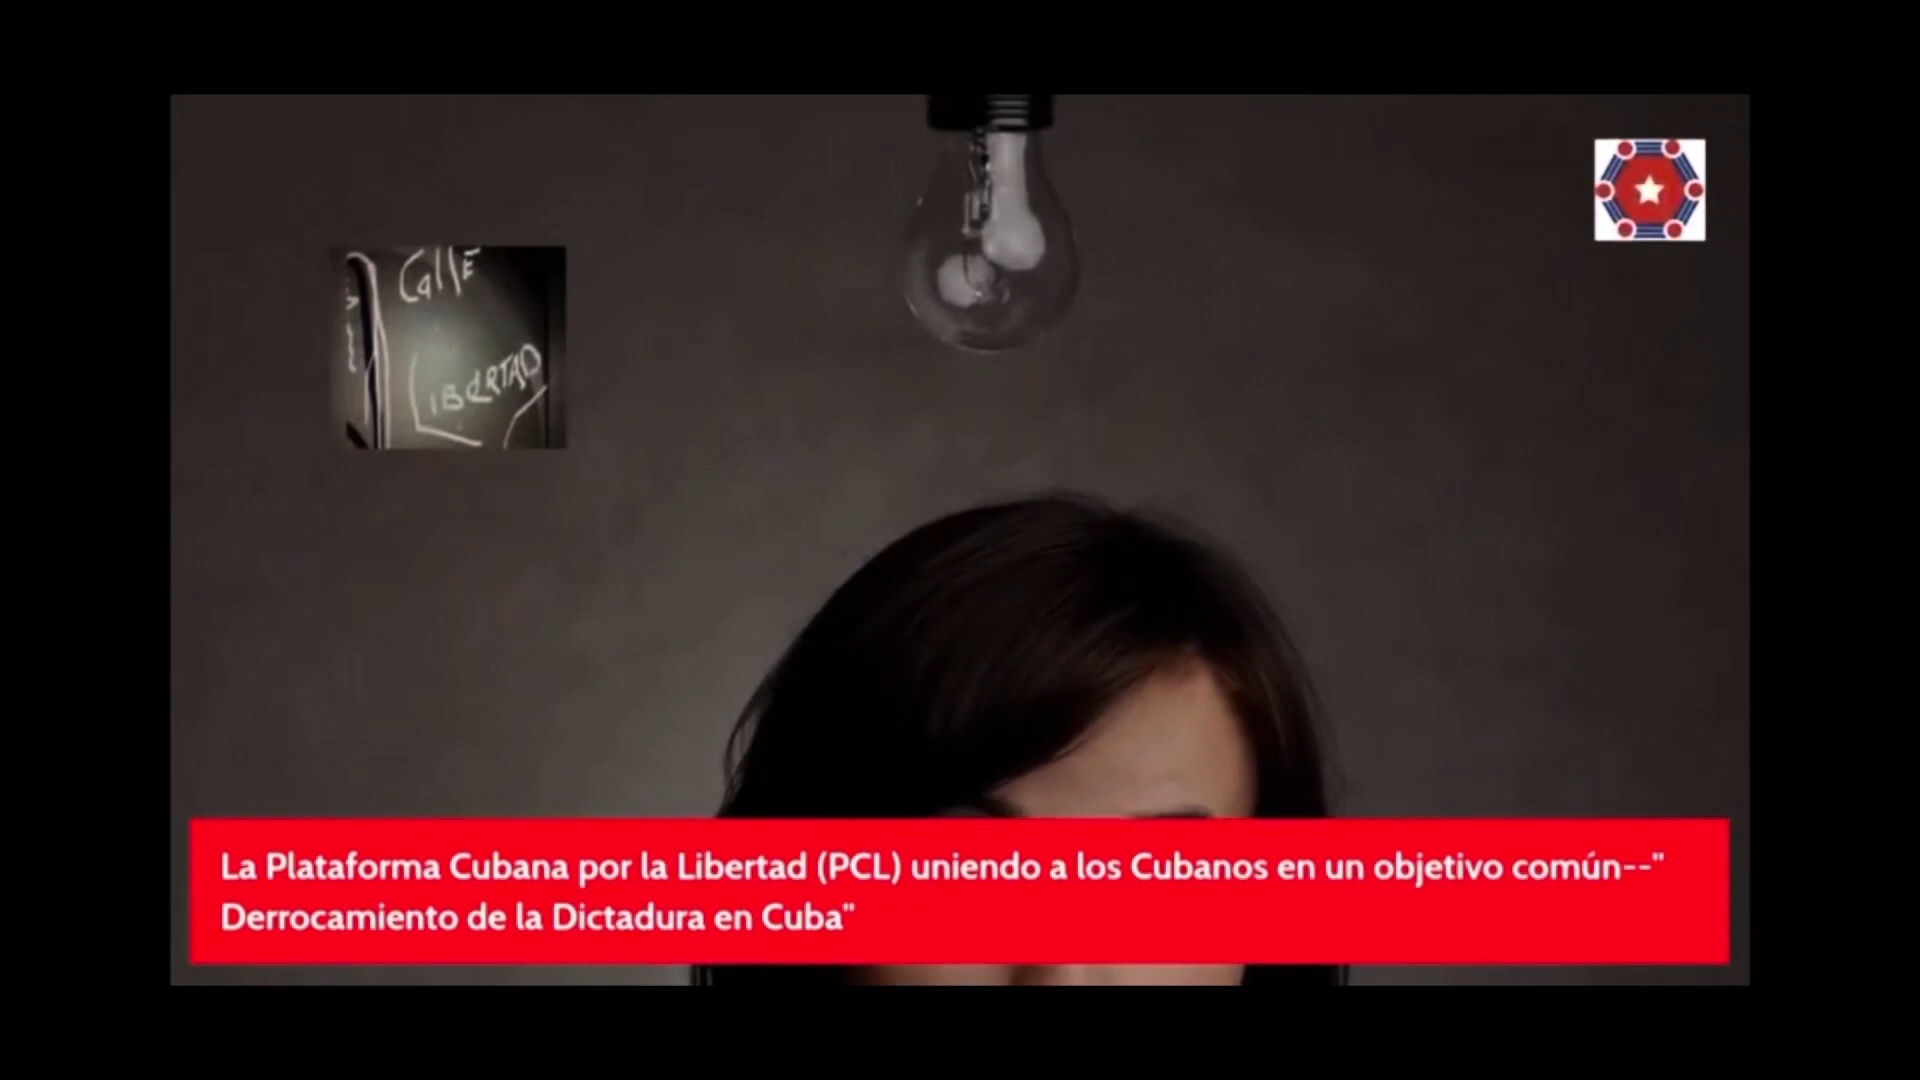 CallE
LIBERTAD
La Plataforma Cubana por la Libertad (PCL) uniendo a los Cubanos en un objetivo común--"
Derrocamiento de la Dictadura en Cuba"